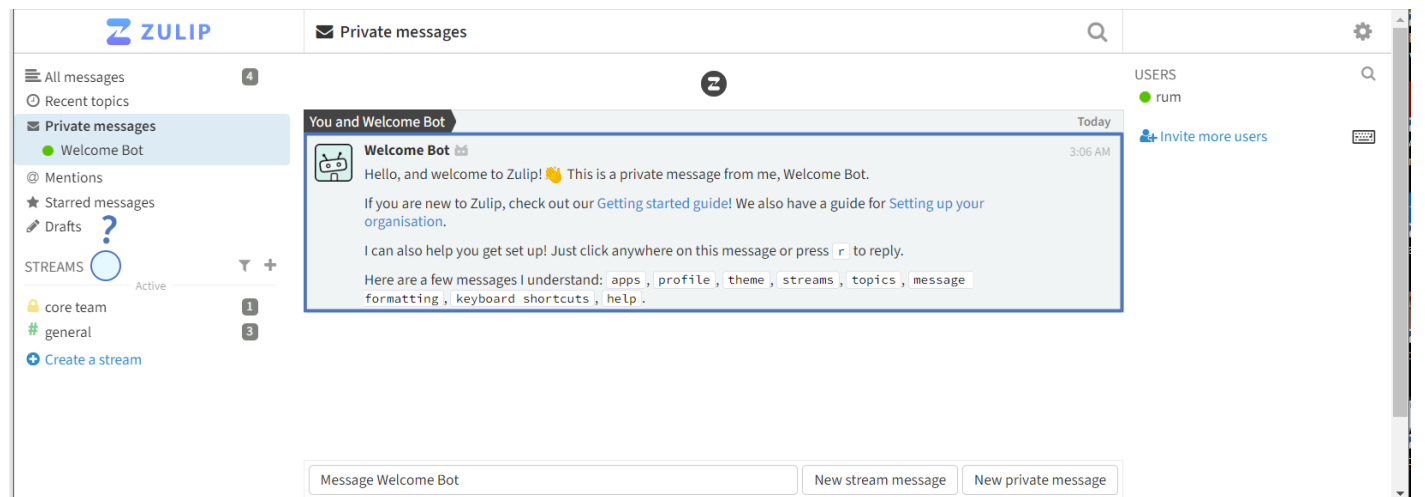 ZULIP
Private messages
All messages 4
Recent topics
Private messages
Welcome Bot
@ Mentions
Starred messages
Drafts
?
STREAMS
Active
core team 1
# general 3
Create a stream
You and Welcome Bot Today
Welcome Bot 3:06 AM
Hello, and welcome to Zulip! 👋 This is a private message from me, Welcome Bot.
If you are new to Zulip, check out our Getting started guide! We also have a guide for Setting up your
organisation.
I can also help you get set up! Just click anywhere on this message or press r to reply.
Here are a few messages I understand: apps, profile, theme, streams, topics, message
formatting, keyboard shortcuts, help.
Message Welcome Bot
New stream message
New private message
USERS
rum
Invite more users